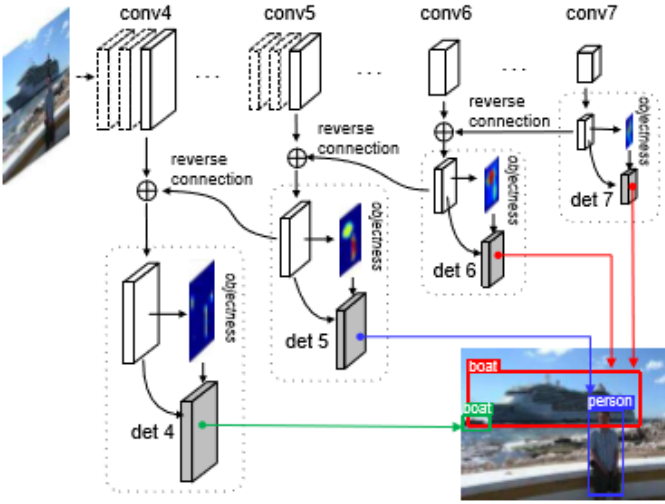 conv4
conv5
conv6
conv7
...
...
...
reverse
connection
reverse
connection
reverse
connection
objectness
det 7
objectness
det 6
objectness
det 5
objectness
det 4
boat
boat
person